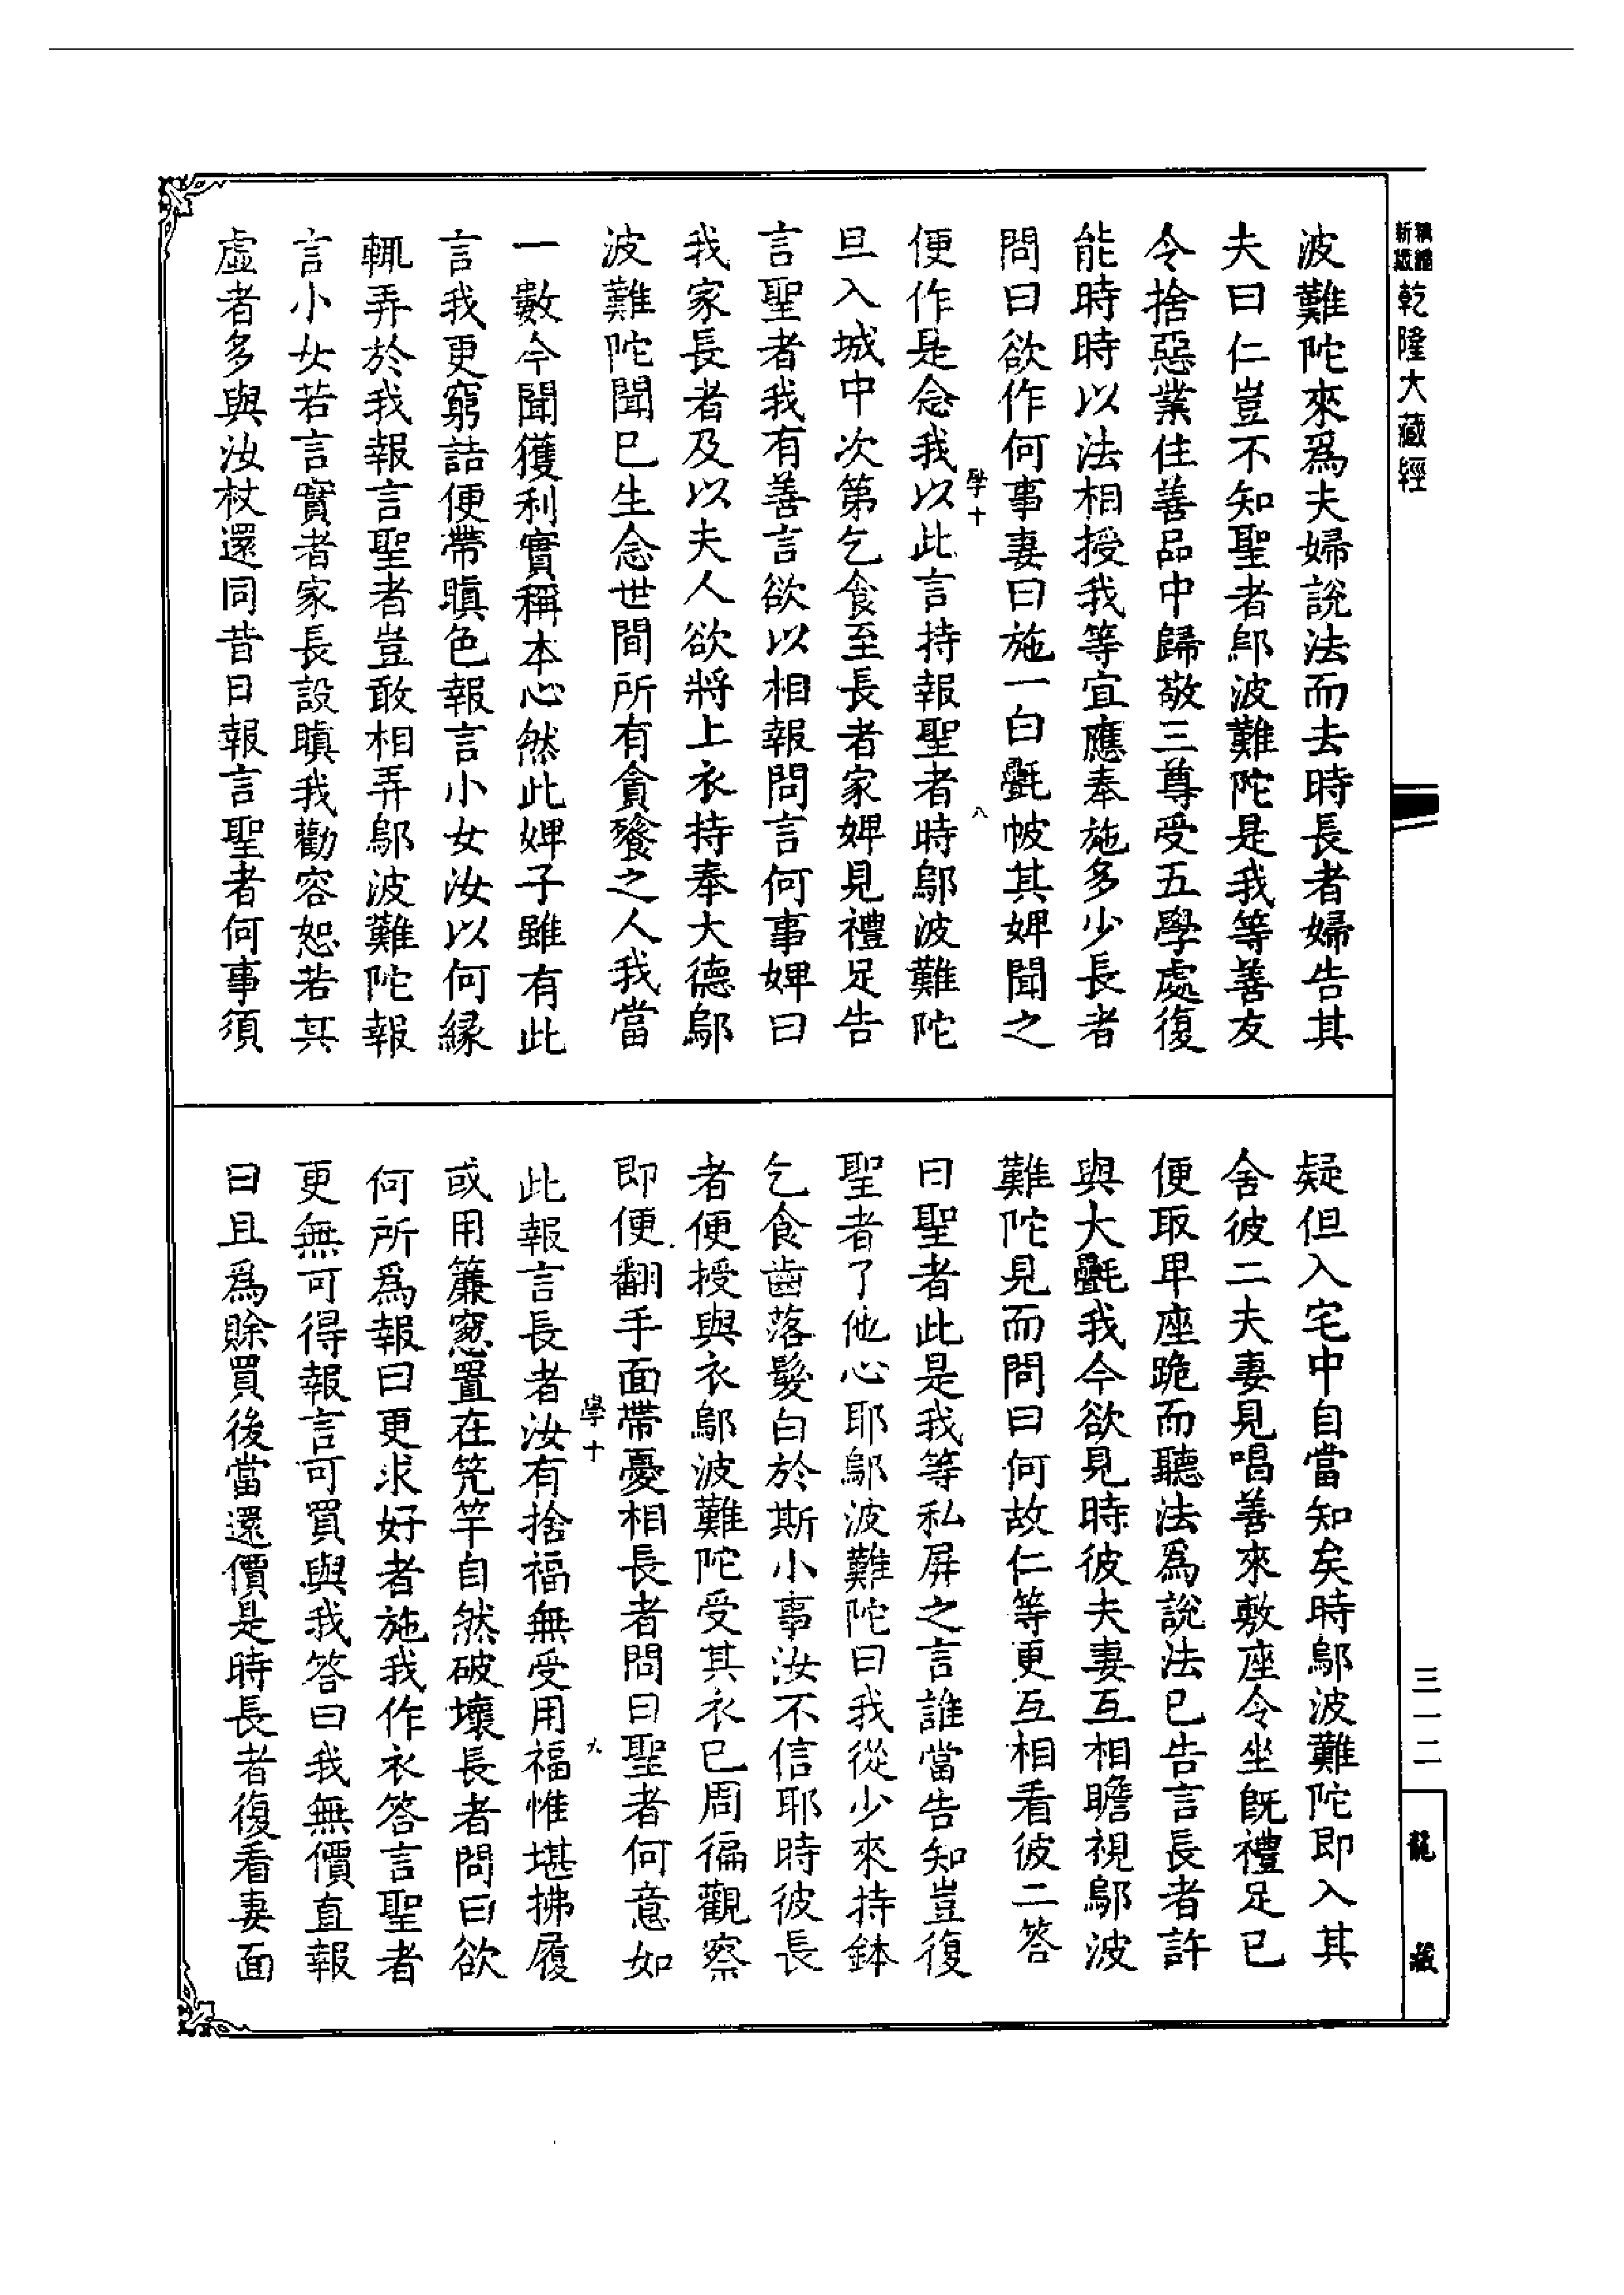 乾隆大藏經
波難陀來爲夫婦說法而去時長者婦告其
夫曰仁豈不知聖者鄔波難陀是我等善友
令捨惡業住善品中歸敬三尊受五學處復
能時時以法相授我等宜應奉施多少長者
問曰欲作何事妻曰施一白㲲帔其婢聞之
學十 八
便作是念我以此言持報聖者時鄔波難陀
旦入城中次第乞食至長者家婢見禮足告
言聖者我有善言欲以相報問言何事婢曰
我家長者及以夫人欲將上衣持奉大德鄔
波難陀聞已生念世間所有貪餮之人我當
一數今聞獲利實稱本心然此婢子雖有此
言我更窮詰便帶瞋色報言小女汝以何緣
輒弄於我報言聖者豈敢相弄鄔波難陀報
言小女若言實者家長設瞋我勸容恕若其
虛者多與汝杖還同昔日報言聖者何事須
疑但入宅中自當知矣時鄔波難陀即入其
舍彼二夫妻見唱善來敷座令坐旣禮足已
便取卑座跪而聽法爲說法已告言長者許
與大㲲我今欲見時彼夫妻互相瞻視鄔波
難陀見而問曰何故仁等更互相看彼二答
曰聖者此是我等私屏之言誰當告知豈復
聖者了他心耶鄔波難陀曰我從少來持鉢
乞食齒落髮白於斯小事汝不信耶時彼長
者便授與衣鄔波難陀受其衣已周徧觀察
即便翻手面帶憂相長者問曰聖者何意如
學十 九
此報言長者汝有捨福無受用福惟堪拂履
或用簾窓置在笐竿自然破壞長者問曰欲
何所爲報曰更求好者施我作衣答言聖者
更無可得報言可買與我答曰我無價直報
曰且爲賒買後當還價是時長者復看妻面
三一二
龍藏